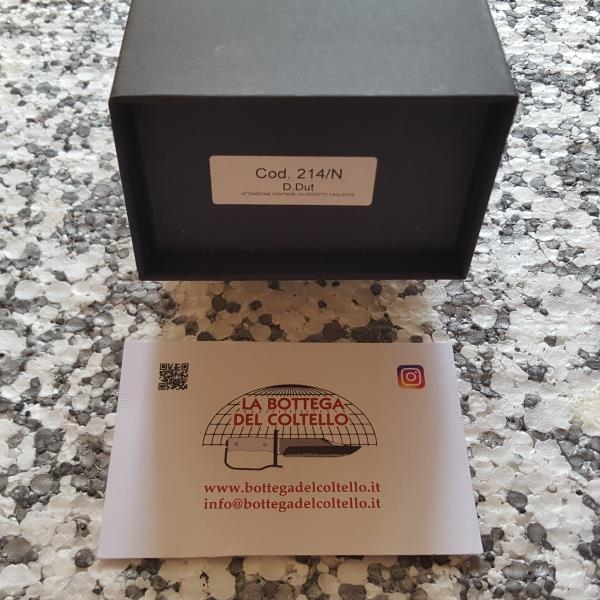 Cod. 214/N
D.Dut
ATTENZIONE CONTIENE UN OGGETTO TAGLIENTE
LA BOTTEGA
DEL COLTELLO
www.bottegadelcoltello.it
info@bottegadelcoltello.it